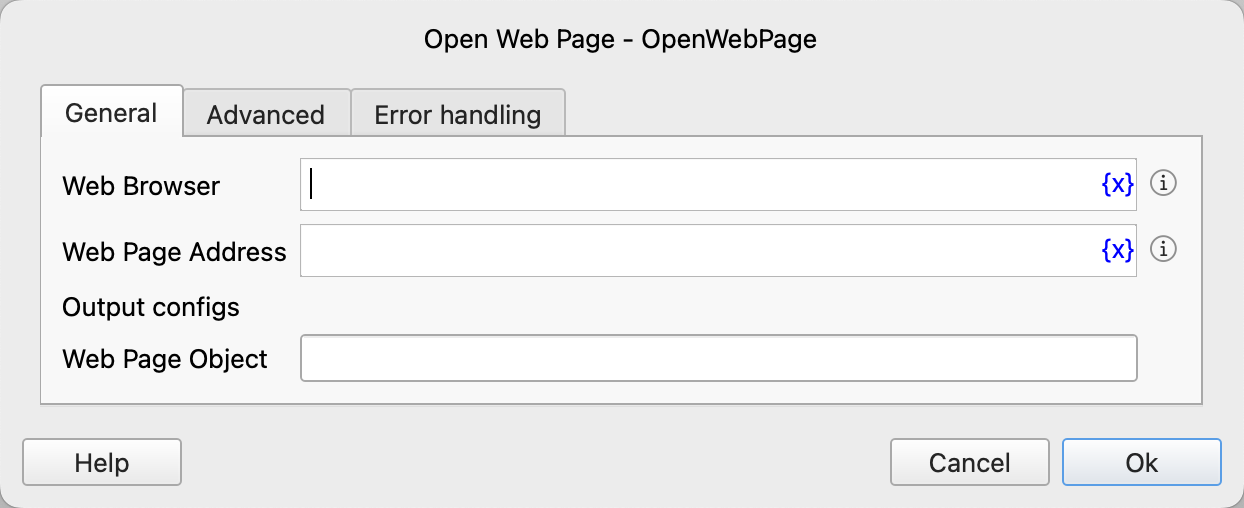 Open Web Page - OpenWebPage
General
Advanced
Error handling
Web Browser
{x}
i
Web Page Address
{x}
i
Output configs
Web Page Object
Help
Cancel
Ok